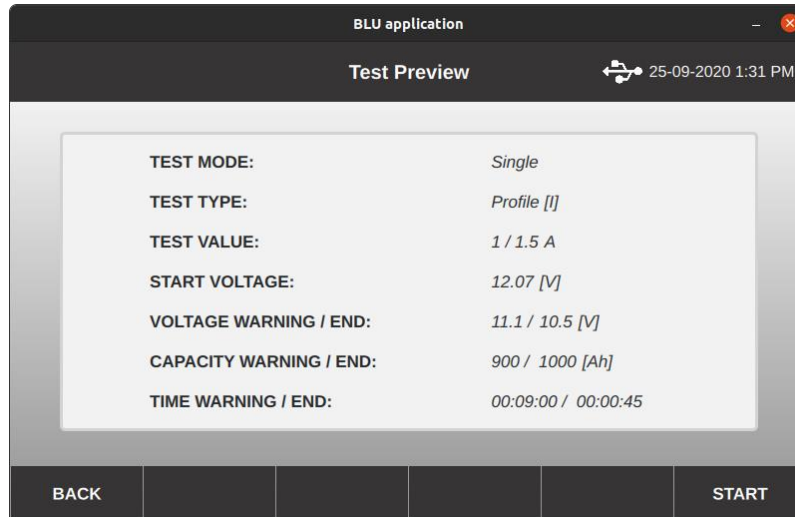 BLU application
Test Preview 25-09-2020 1:31 PM
TEST MODE: Single
TEST TYPE: Profile [I]
TEST VALUE: 1 / 1.5 A
START VOLTAGE: 12.07 [V]
VOLTAGE WARNING / END: 11.1 / 10.5 [V]
CAPACITY WARNING / END: 900 / 1000 [Ah]
TIME WARNING / END: 00:09:00 / 00:00:45
BACK START